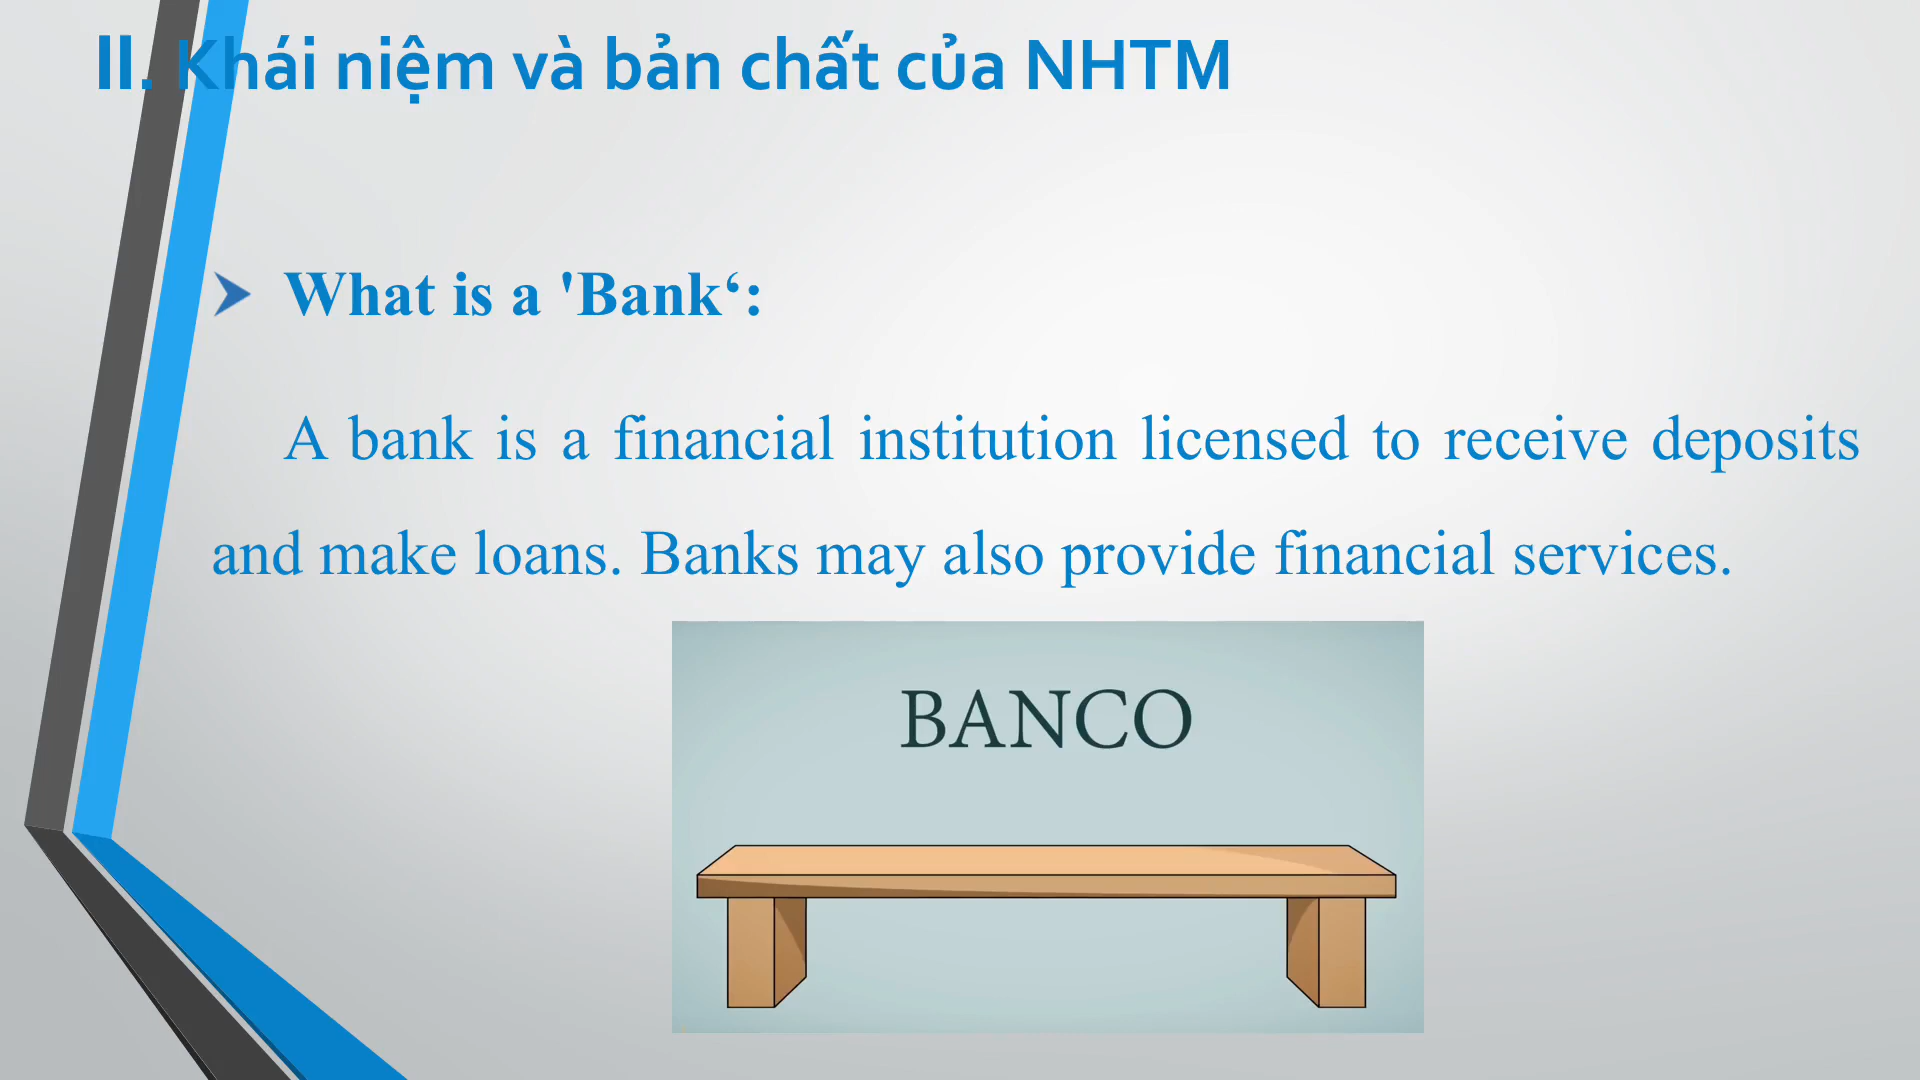 II. Khái niệm và bản chất của NHTM
What is a 'Bank‘:
A bank is a financial institution licensed to receive deposits
and make loans. Banks may also provide financial services.
BANCO